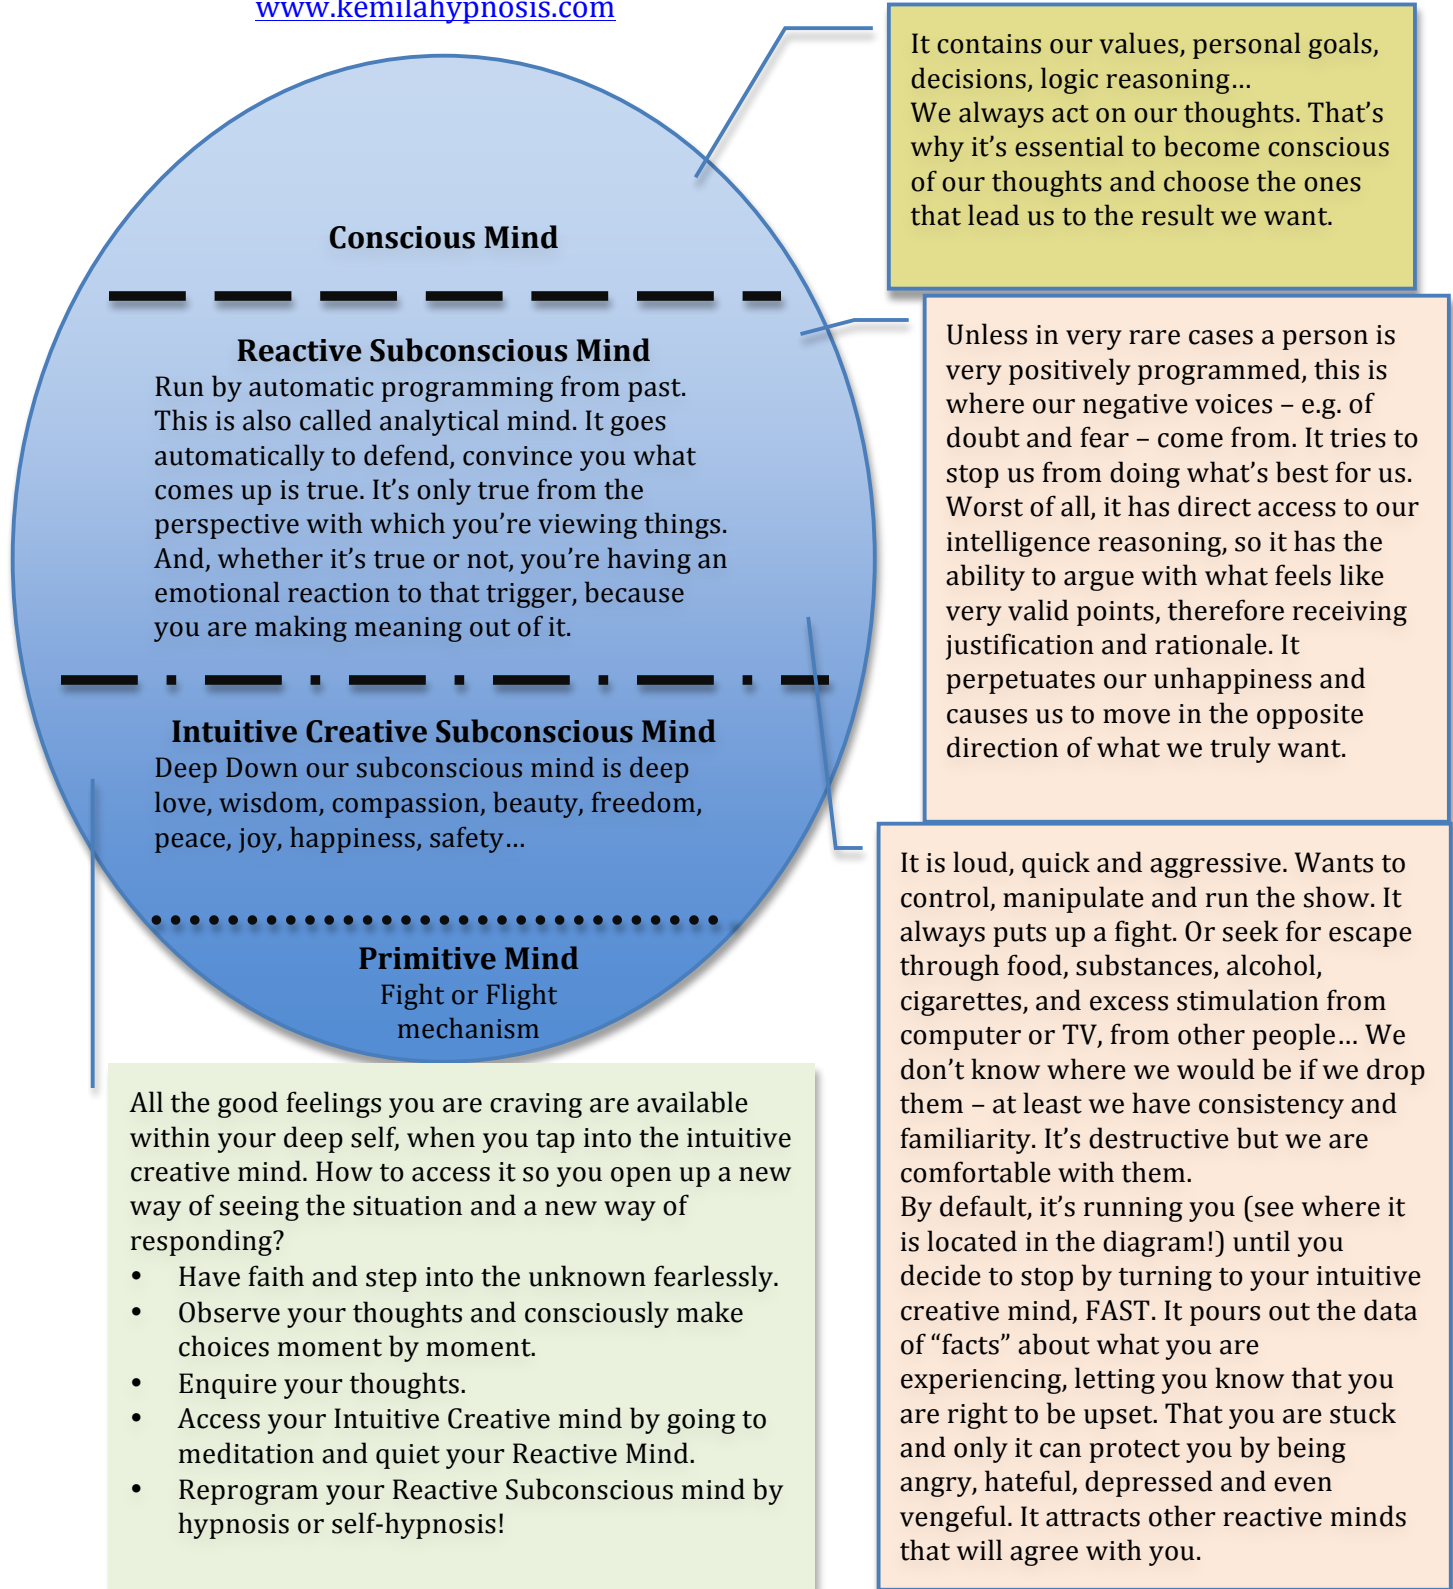 www.kemilahypnosis.com
It contains our values, personal goals,
decisions, logic reasoning…
We always act on our thoughts. That’s
why it’s essential to become conscious
of our thoughts and choose the ones
that lead us to the result we want.
Conscious Mind
Reactive Subconscious Mind
Run by automatic programming from past.
This is also called analytical mind. It goes
automatically to defend, convince you what
comes up is true. It’s only true from the
perspective with which you’re viewing things.
And, whether it’s true or not, you’re having an
emotional reaction to that trigger, because
you are making meaning out of it.
Unless in very rare cases a person is
very positively programmed, this is
where our negative voices – e.g. of
doubt and fear – come from. It tries to
stop us from doing what’s best for us.
Worst of all, it has direct access to our
intelligence reasoning, so it has the
ability to argue with what feels like
very valid points, therefore receiving
justification and rationale. It
perpetuates our unhappiness and
causes us to move in the opposite
direction of what we truly want.
Intuitive Creative Subconscious Mind
Deep Down our subconscious mind is deep
love, wisdom, compassion, beauty, freedom,
peace, joy, happiness, safety…
Primitive Mind
Fight or Flight
mechanism
It is loud, quick and aggressive. Wants to
control, manipulate and run the show. It
always puts up a fight. Or seek for escape
through food, substances, alcohol,
cigarettes, and excess stimulation from
computer or TV, from other people… We
don’t know where we would be if we drop
them – at least we have consistency and
familiarity. It’s destructive but we are
comfortable with them.
By default, it’s running you (see where it
is located in the diagram!) until you
decide to stop by turning to your intuitive
creative mind, FAST. It pours out the data
of “facts” about what you are
experiencing, letting you know that you
are right to be upset. That you are stuck
and only it can protect you by being
angry, hateful, depressed and even
vengeful. It attracts other reactive minds
that will agree with you.
All the good feelings you are craving are available
within your deep self, when you tap into the intuitive
creative mind. How to access it so you open up a new
way of seeing the situation and a new way of
responding?
• Have faith and step into the unknown fearlessly.
• Observe your thoughts and consciously make
choices moment by moment.
• Enquire your thoughts.
• Access your Intuitive Creative mind by going to
meditation and quiet your Reactive Mind.
• Reprogram your Reactive Subconscious mind by
hypnosis or self-hypnosis!